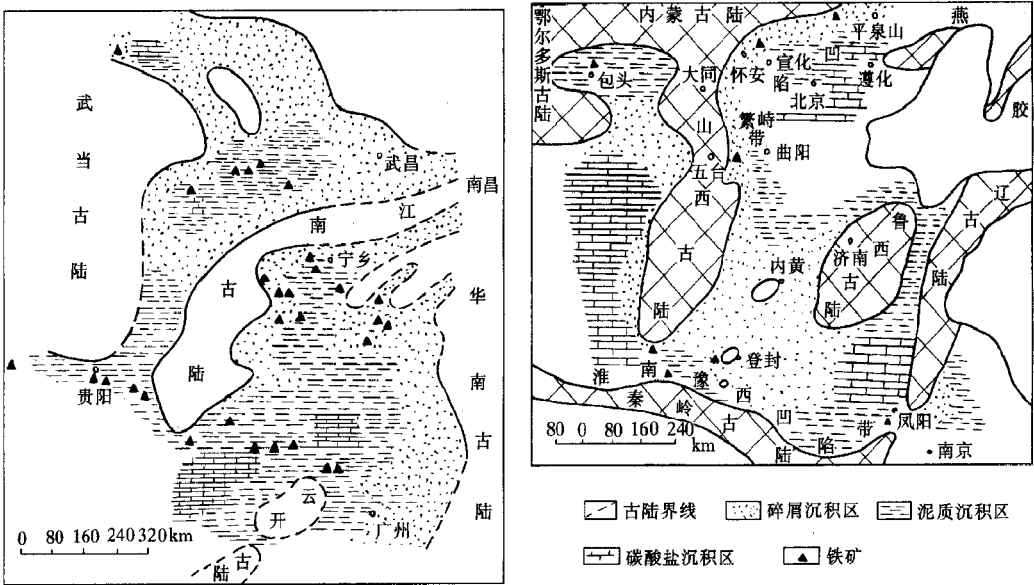 武当古陆
武昌
南昌
江南古陆
宁乡
华南古陆
贵阳
云开古陆
广州
0 80 160 240 320 km
鄂尔多斯古陆
内蒙古陆
燕
平泉山
凹陷带
包头
大同
怀安
宣化
遵化
北京
胶辽古陆
繁峙
曲阳
五台
山西古陆
鲁西古陆
济南
内黄
登封
淮南
豫西凹陷带
秦岭古陆
凤阳
南京
80 0 80 160 240 km
古陆界线
碎屑沉积区
泥质沉积区
碳酸盐沉积区
铁矿